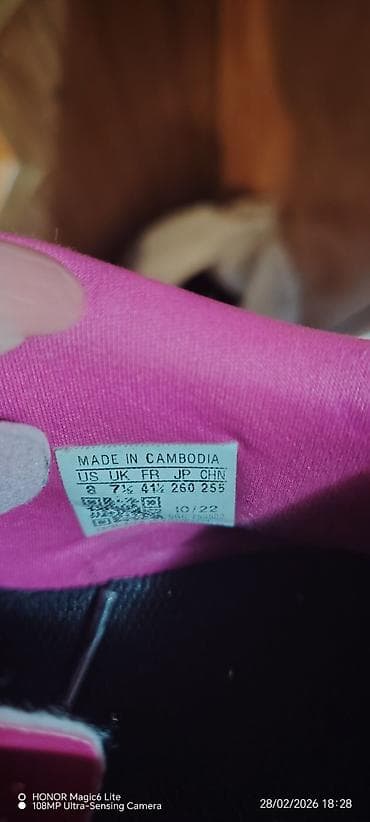 MADE IN CAMBODIA
US UK FR JP CHN
8 7½ 41⅓ 260 255
10/22
HONOR Magic6 Lite
108MP Ultra-Sensing Camera
28/02/2026 18:28